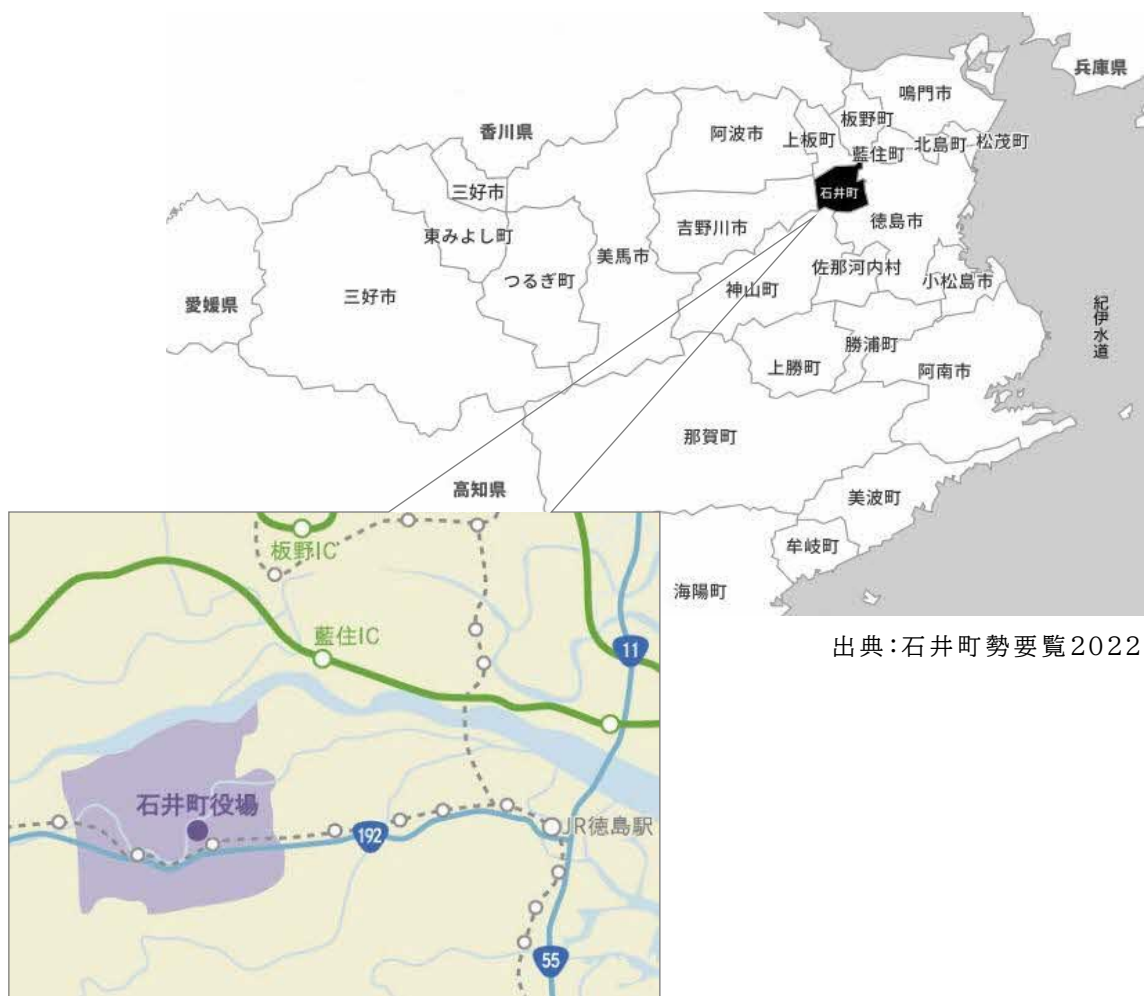 兵庫県
鳴門市
板野町
香川県
阿波市
上板町
北島町
松茂町
藍住町
三好市
石井町
吉野川市
徳島市
東みよし町
美馬市
佐那河内村
つるぎ町
小松島市
神山町
三好市
愛媛県
紀伊水道
勝浦町
上勝町
阿南市
那賀町
高知県
美波町
牟岐町
海陽町
出典:石井町勢要覧2022
板野IC
藍住IC
11
石井町役場
192
JR徳島駅
55